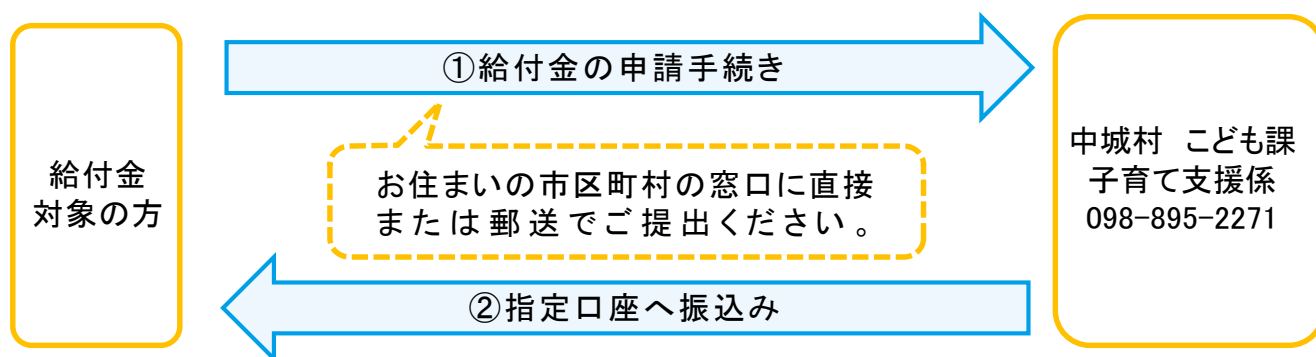 ①給付金の申請手続き
給付金
対象の方
お住まいの市区町村の窓口に直接
または郵送でご提出ください。
中城村　こども課
子育て支援係
098-895-2271
②指定口座へ振込み